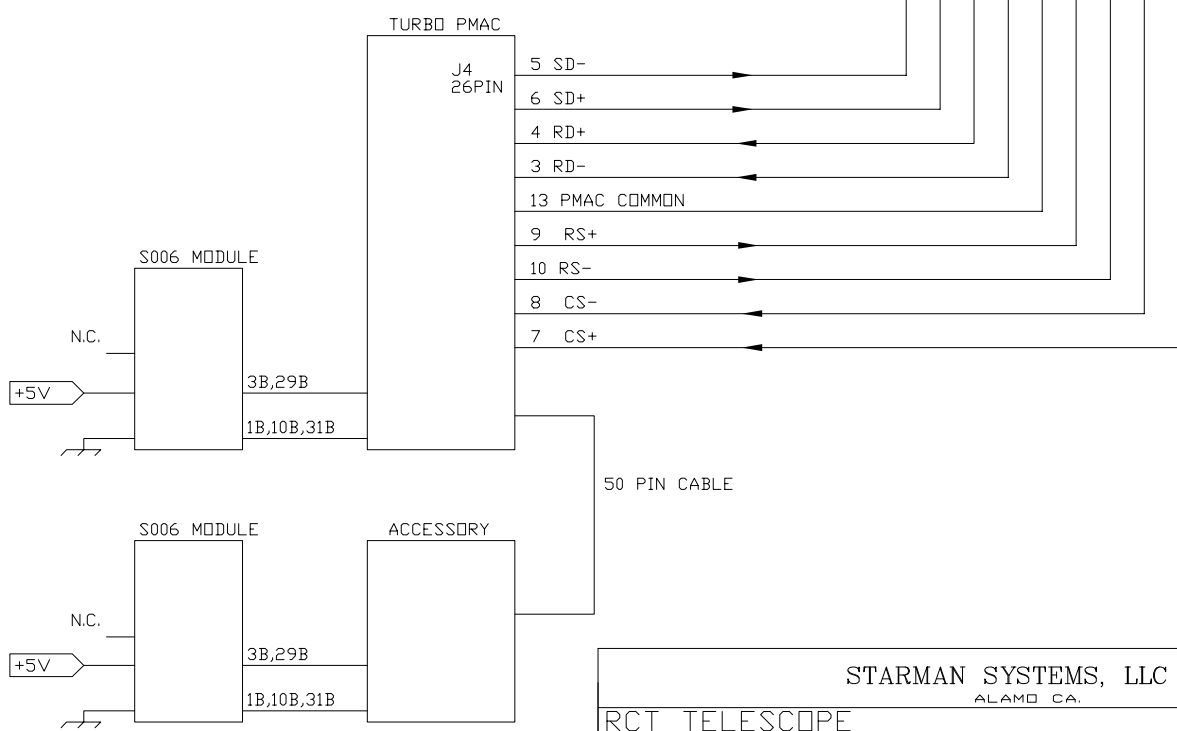 TURBO PMAC
J4
26PIN
5 SD-
6 SD+
4 RD+
3 RD-
13 PMAC COMMON
9 RS+
10 RS-
8 CS-
7 CS+
S006 MODULE
N.C.
+5V
3B,29B
1B,10B,31B
50 PIN CABLE
S006 MODULE
ACCESSORY
N.C.
+5V
3B,29B
1B,10B,31B
STARMAN SYSTEMS, LLC
ALAMO CA.
RCT TELESCOPE